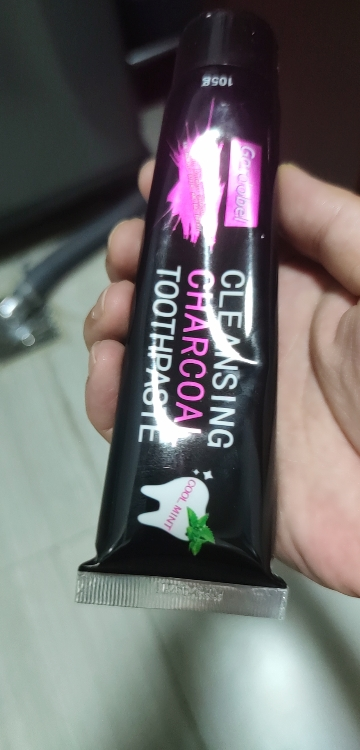 105g
CLEANSING
CHARCOAL
TOOTHPASTE
COOL MINT